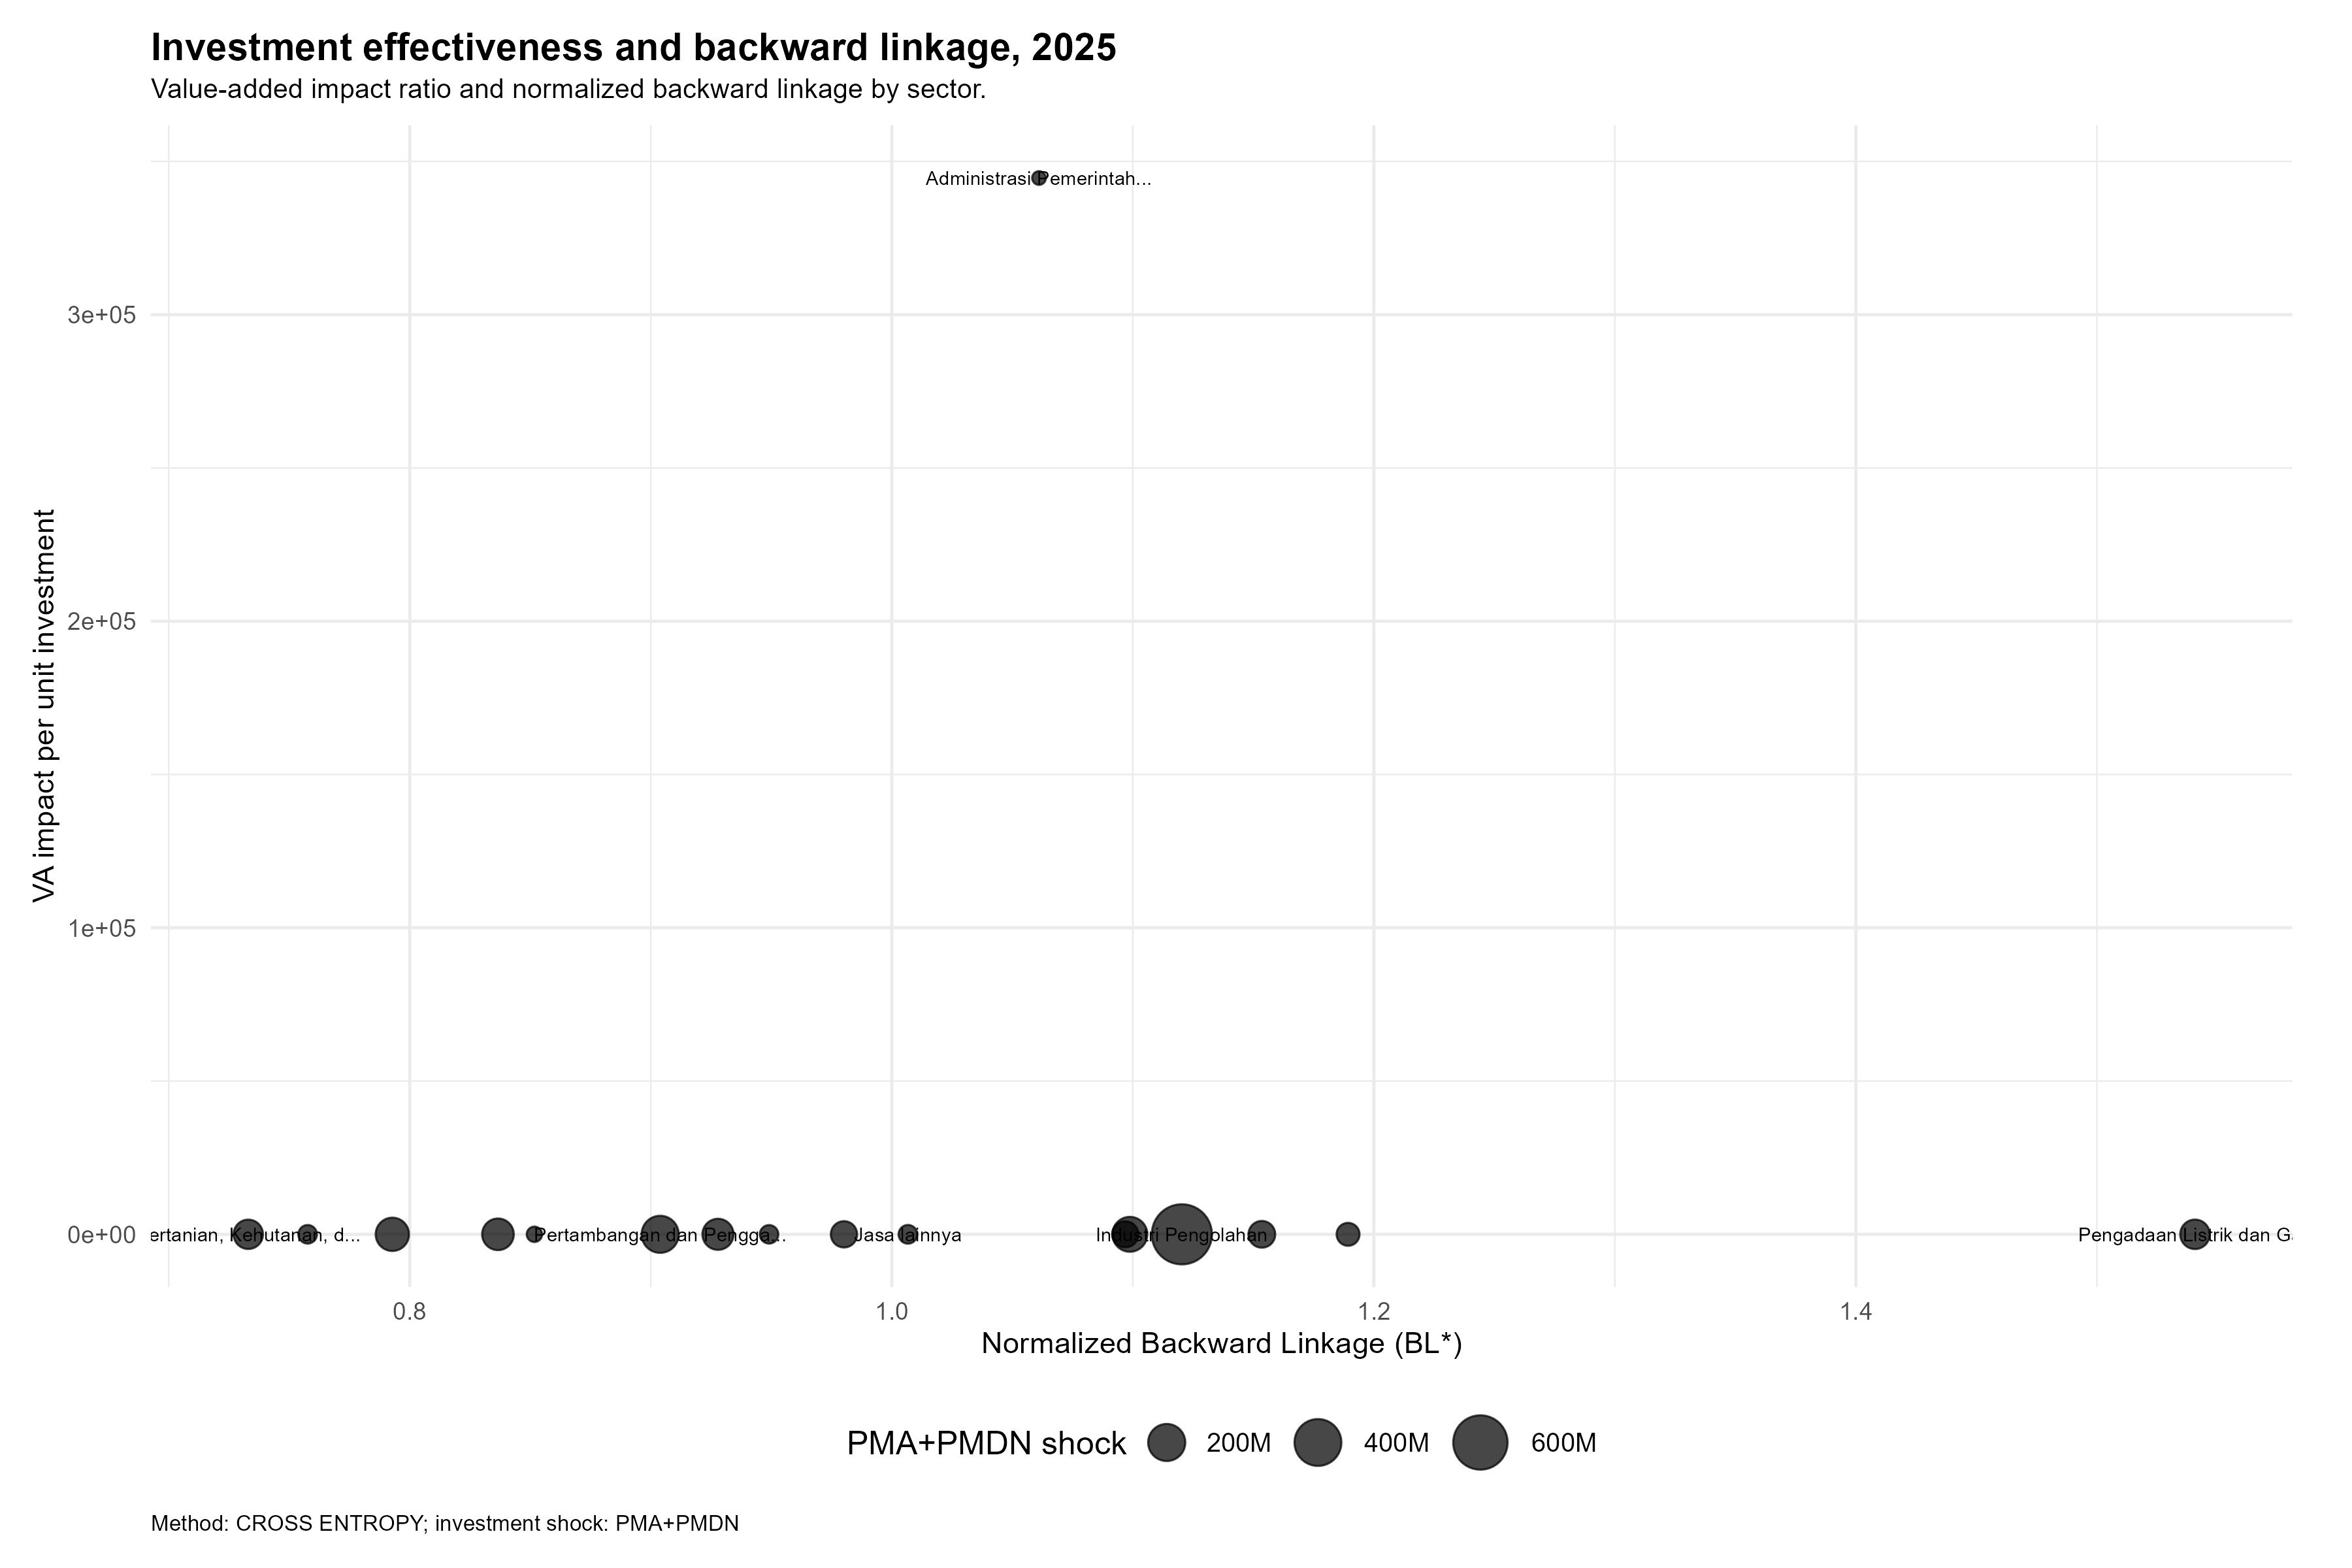 Investment effectiveness and backward linkage, 2025
Value-added impact ratio and normalized backward linkage by sector.
Administrasi Pemerintah...
3e+05
2e+05
VA impact per unit investment
1e+05
0e+00
ertanian, Kehutanan, d...
Pertambangan dan Pengga...
Jasa lainnya
Industri Pengolahan
Pengadaan Listrik dan G
0.8
1.0
1.2
1.4
Normalized Backward Linkage (BL*)
PMA+PMDN shock 200M 400M 600M
Method: CROSS ENTROPY; investment shock: PMA+PMDN